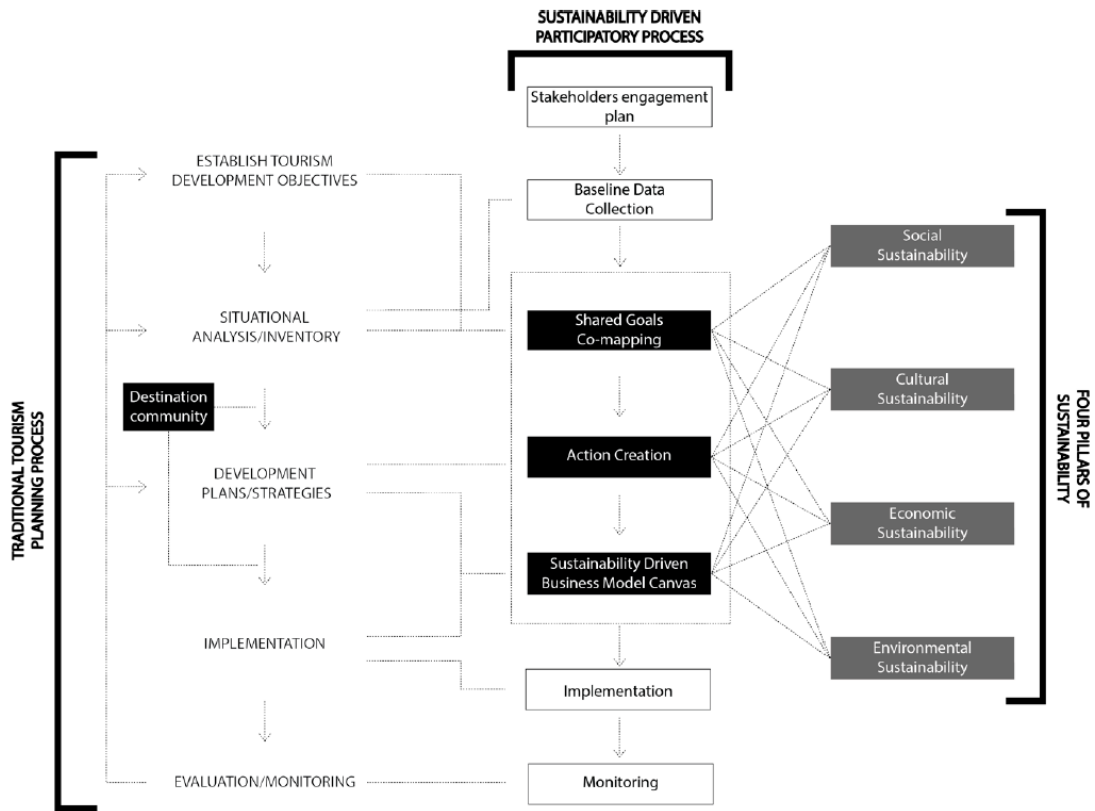 SUSTAINABILITY DRIVEN
PARTICIPATORY PROCESS
Stakeholders engagement
plan
ESTABLISH TOURISM
DEVELOPMENT OBJECTIVES
Baseline Data
Collection
Social
Sustainability
SITUATIONAL
ANALYSIS/INVENTORY
Shared Goals
Co-mapping
Destination
community
Cultural
Sustainability
TRADITIONAL TOURISM
PLANNING PROCESS
FOUR PILLARS OF
SUSTAINABILITY
DEVELOPMENT
PLANS/STRATEGIES
Action Creation
Economic
Sustainability
Sustainability Driven
Business Model Canvas
IMPLEMENTATION
Environmental
Sustainability
Implementation
EVALUATION/MONITORING
Monitoring